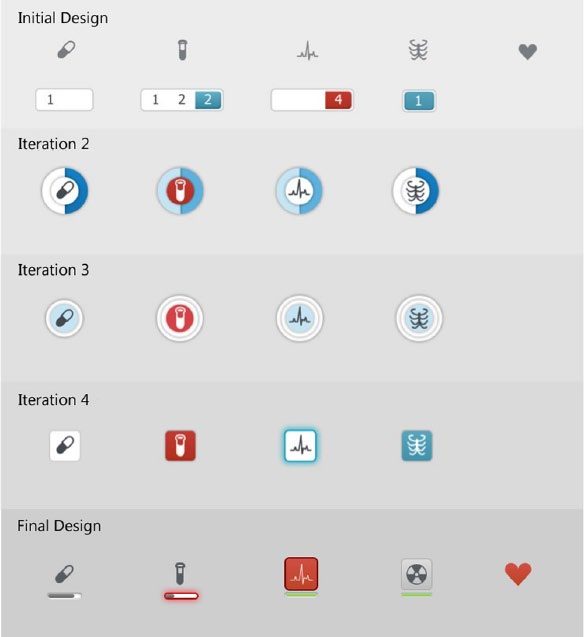 Initial Design
1
1 2 2
4
1
Iteration 2
Iteration 3
Iteration 4
Final Design